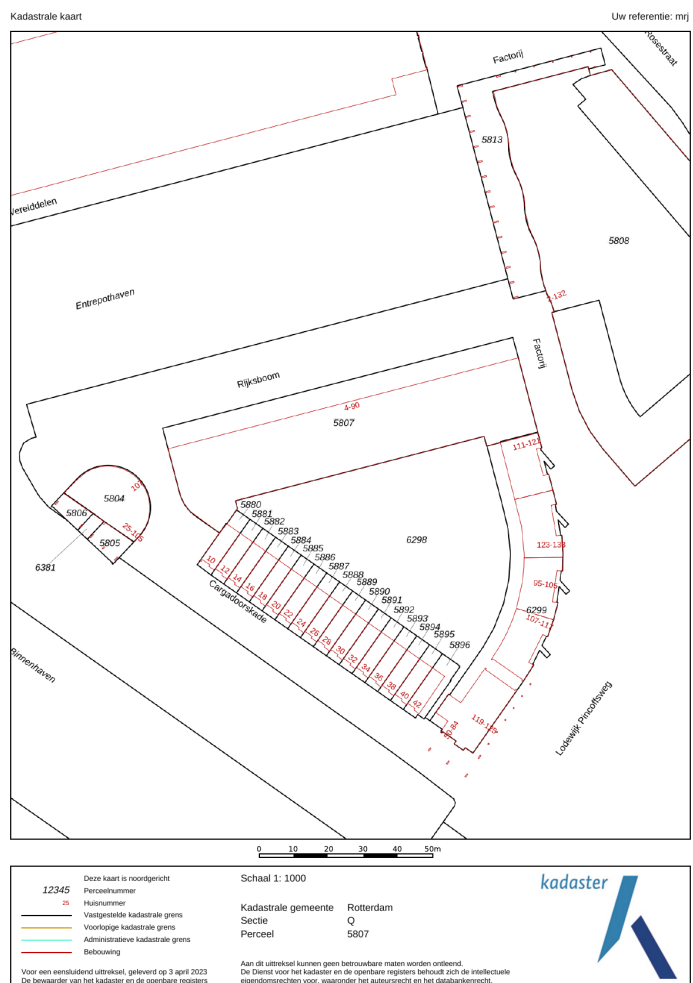 Kadastrale kaart
Uw referentie: mrj
Rosestraat
Factorij
5813
Vereiddelen
5808
Entrepothaven
2-132
Factorij
Rijksboom
4-90
5807
111-121
5804
5806
25-105
5805
6381
5880
5881
5882
5883
5884
5885
5886
5887
5888
5889
5890
5891
5892
5893
5894
5895
5896
6298
10
12
14
16
18
20
22
24
26
28
30
32
34
36
38
40
42
Cargadoorskade
123-133
95-105
6299
107-117
119-129
Binnenhaven
Lodewijk Pincoffsweg
0 10 20 30 40 50m
Deze kaart is noordgericht
12345 Perceelnummer
25 Huisnummer
Vastgestelde kadastrale grens
Voorlopige kadastrale grens
Administratieve kadastrale grens
Bebouwing
Voor een eensluidend uittreksel, geleverd op 3 april 2023
De bewaarder van het kadaster en de openbare registers
Schaal 1: 1000
Kadastrale gemeente Rotterdam
Sectie Q
Perceel 5807
Aan dit uittreksel kunnen geen betrouwbare maten worden ontleend.
De Dienst voor het kadaster en de openbare registers behoudt zich de intellectuele
eigendomsrechten voor, waaronder het auteursrecht en het databankenrecht.
kadaster